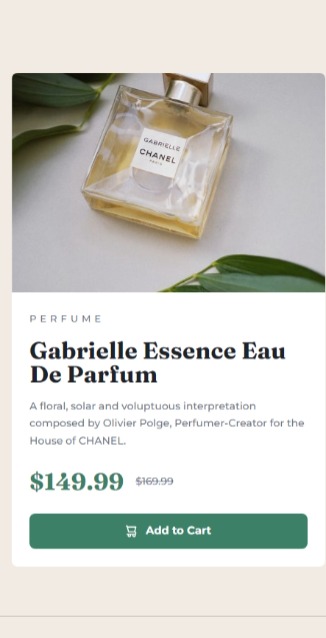 GABRIELLE
CHANEL
PARIS
PERFUME
Gabrielle Essence Eau
De Parfum
A floral, solar and voluptuous interpretation
composed by Olivier Polge, Perfumer-Creator for the
House of CHANEL.
$149.99 $169.99
Add to Cart